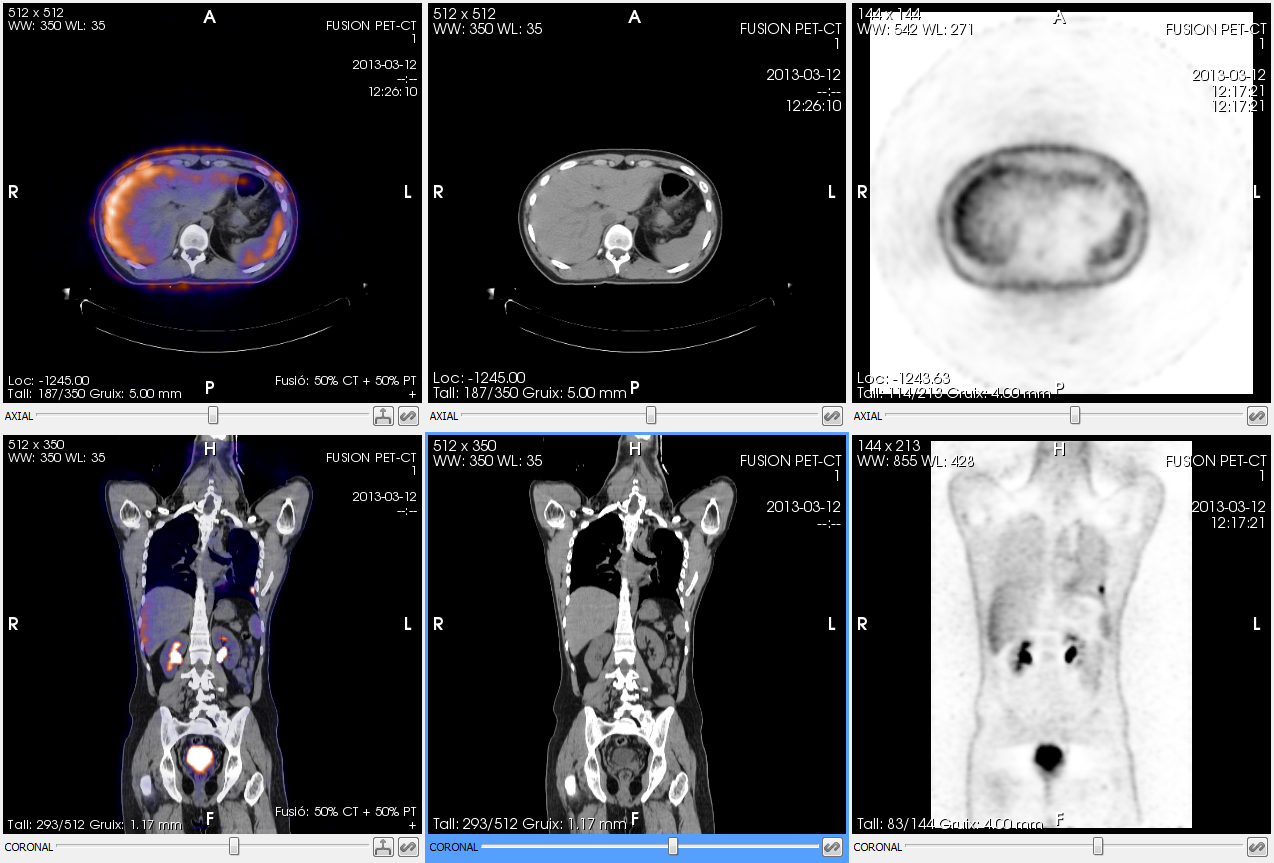 512 x 512
WW: 350 WL: 35
A
FUSION PET-CT
1
2013-03-12
--:--
12:26:10
R
L
Loc: -1245.00
Tall: 187/350 Gruix: 5.00 mm
P
Fusió: 50% CT + 50% PT
+
AXIAL
512 x 512
WW: 350 WL: 35
A
FUSION PET-CT
1
2013-03-12
--:--
12:26:10
R
L
Loc: -1245.00
Tall: 187/350 Gruix: 5.00 mm
P
AXIAL
144 x 144
WW: 542 WL: 271
A
FUSION PET-CT
1
2013-03-12
12:17:21
12:17:21
R
L
Loc: -1243.63
Tall: 114/213 Gruix: 4.00 mm
P
AXIAL
512 x 350
WW: 350 WL: 35
H
FUSION PET-CT
1
2013-03-12
--:--
R
L
Fusió: 50% CT + 50% PT
Tall: 293/512 Gruix: 1.17 mm
F
+
CORONAL
512 x 350
WW: 350 WL: 35
H
FUSION PET-CT
1
2013-03-12
--:--
R
L
Tall: 293/512 Gruix: 1.17 mm
F
CORONAL
144 x 213
WW: 855 WL: 428
H
FUSION PET-CT
1
2013-03-12
12:17:21
R
L
Tall: 83/144 Gruix: 4.00 mm
F
CORONAL